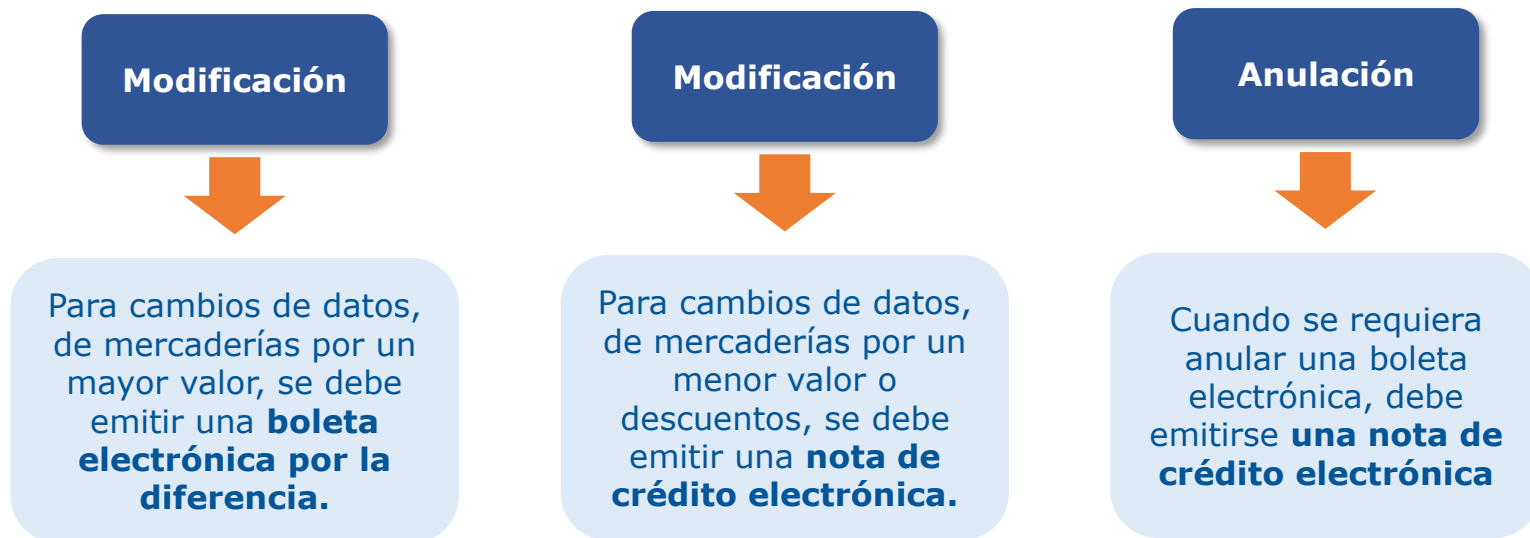 Modificación
Para cambios de datos,
de mercaderías por un
mayor valor, se debe
emitir una boleta
electrónica por la
diferencia.
Modificación
Para cambios de datos,
de mercaderías por un
menor valor o
descuentos, se debe
emitir una nota de
crédito electrónica.
Anulación
Cuando se requiera
anular una boleta
electrónica, debe
emitirse una nota de
crédito electrónica